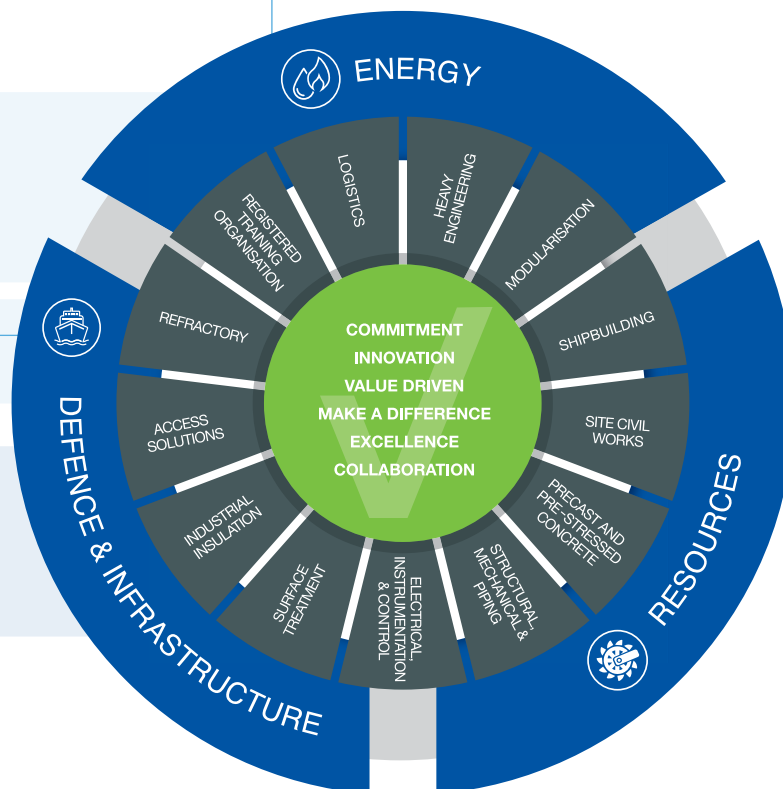 ENERGY
LOGISTICS
HEAVY
ENGINEERING
MODULARISATION
SHIPBUILDING
SITE CIVIL
WORKS
PRECAST AND
PRE-STRESSED
CONCRETE
STRUCTURAL,
MECHANICAL &
PIPING
ELECTRICAL,
INSTRUMENTATION
& CONTROL
SURFACE
TREATMENT
INDUSTRIAL
INSULATION
ACCESS
SOLUTIONS
REFRACTORY
REGISTERED
TRAINING
ORGANISATION
COMMITMENT
INNOVATION
VALUE DRIVEN
MAKE A DIFFERENCE
EXCELLENCE
COLLABORATION
RESOURCES
DEFENCE & INFRASTRUCTURE